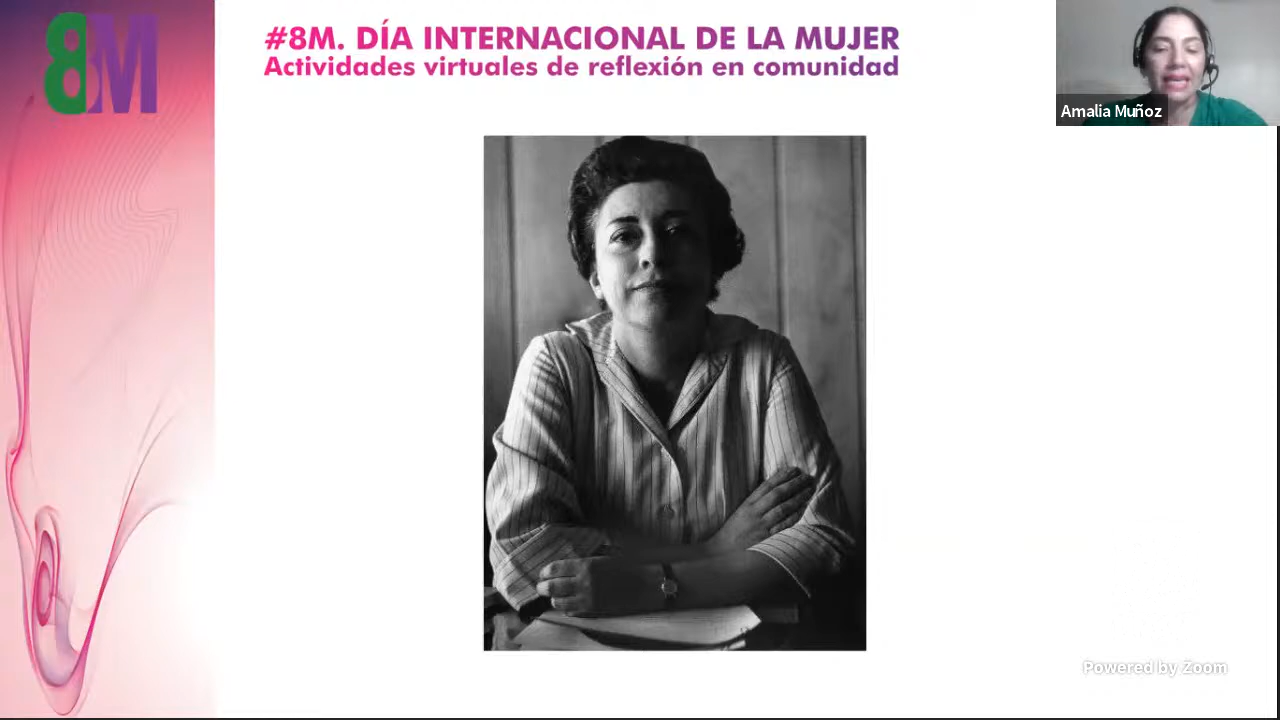 8M
#8M. DÍA INTERNACIONAL DE LA MUJER
Actividades virtuales de reflexión en comunidad
Amalia Muñoz
Powered by Zoom